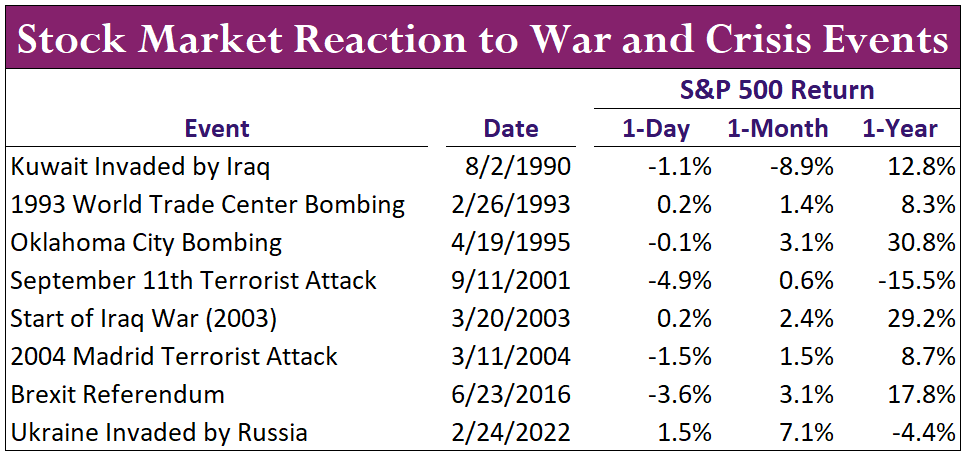 Stock Market Reaction to War and Crisis Events
S&P 500 Return
Event Date 1-Day 1-Month 1-Year
Kuwait Invaded by Iraq 8/2/1990 -1.1% -8.9% 12.8%
1993 World Trade Center Bombing 2/26/1993 0.2% 1.4% 8.3%
Oklahoma City Bombing 4/19/1995 -0.1% 3.1% 30.8%
September 11th Terrorist Attack 9/11/2001 -4.9% 0.6% -15.5%
Start of Iraq War (2003) 3/20/2003 0.2% 2.4% 29.2%
2004 Madrid Terrorist Attack 3/11/2004 -1.5% 1.5% 8.7%
Brexit Referendum 6/23/2016 -3.6% 3.1% 17.8%
Ukraine Invaded by Russia 2/24/2022 1.5% 7.1% -4.4%